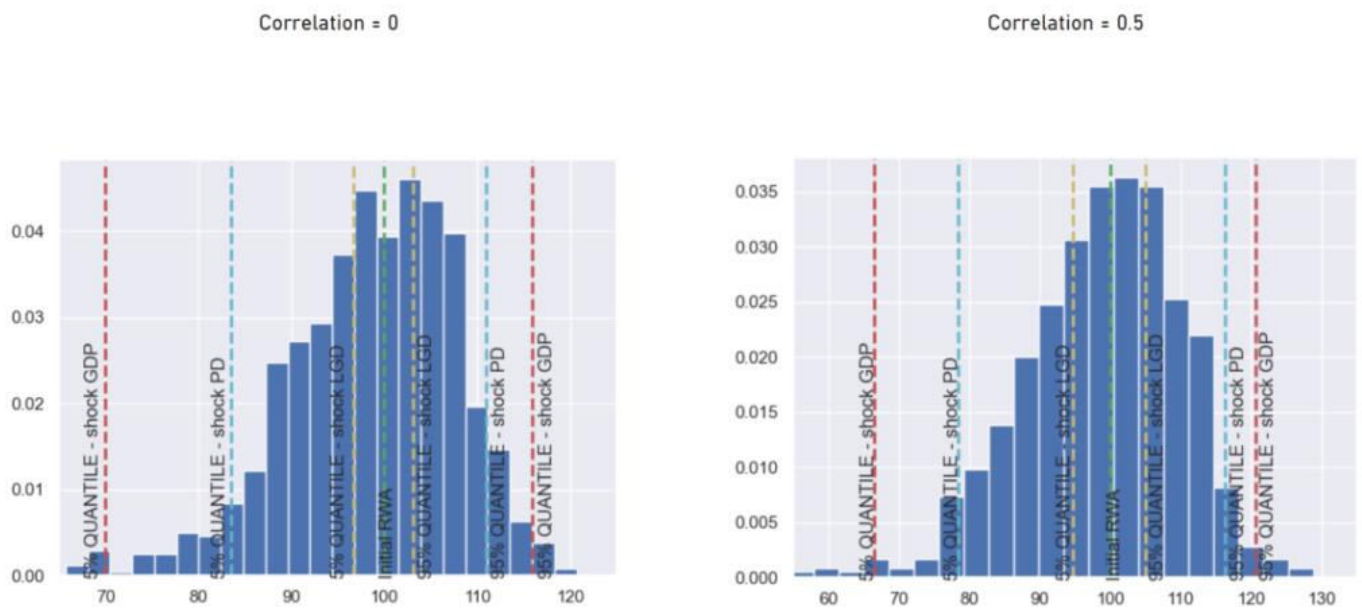 Correlation = 0
Correlation = 0.5
0.04
0.03
0.02
0.01
0.00
5% QUANTILE - shock GDP
5% QUANTILE - shock PD
5% QUANTILE - shock LGD
Initial RWA
95% QUANTILE - shock LGD
95% QUANTILE - shock PD
95% QUANTILE - shock GDP
70 80 90 100 110 120
0.035
0.030
0.025
0.020
0.015
0.010
0.005
0.000
5% QUANTILE - shock GDP
5% QUANTILE - shock PD
5% QUANTILE - shock LGD
Initial RWA
95% QUANTILE - shock LGD
95% QUANTILE - shock PD
95% QUANTILE - shock GDP
60 70 80 90 100 110 120 130